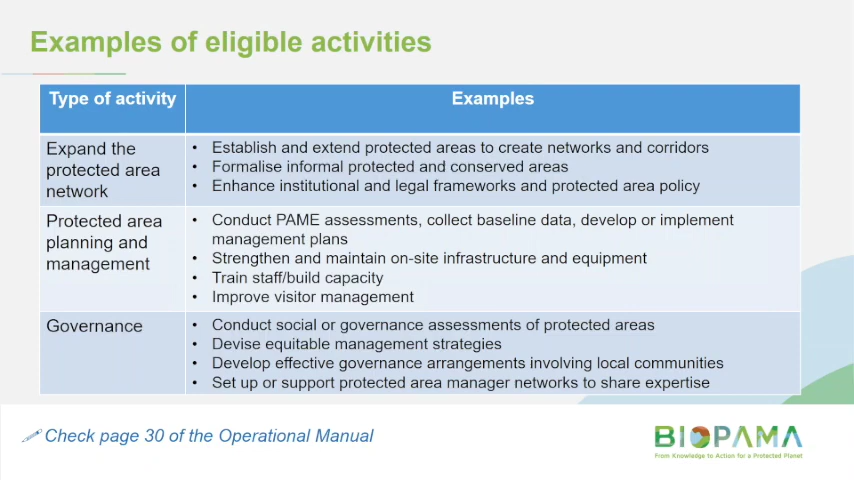 Examples of eligible activities
Type of activity
Examples
Expand the
protected area
network
• Establish and extend protected areas to create networks and corridors
• Formalise informal protected and conserved areas
• Enhance institutional and legal frameworks and protected area policy
Protected area
planning and
management
• Conduct PAME assessments, collect baseline data, develop or implement
management plans
• Strengthen and maintain on-site infrastructure and equipment
• Train staff/build capacity
• Improve visitor management
Governance
• Conduct social or governance assessments of protected areas
• Devise equitable management strategies
• Develop effective governance arrangements involving local communities
• Set up or support protected area manager networks to share expertise
Check page 30 of the Operational Manual
BIOPAMA
From Knowledge to Action for a Protected Planet